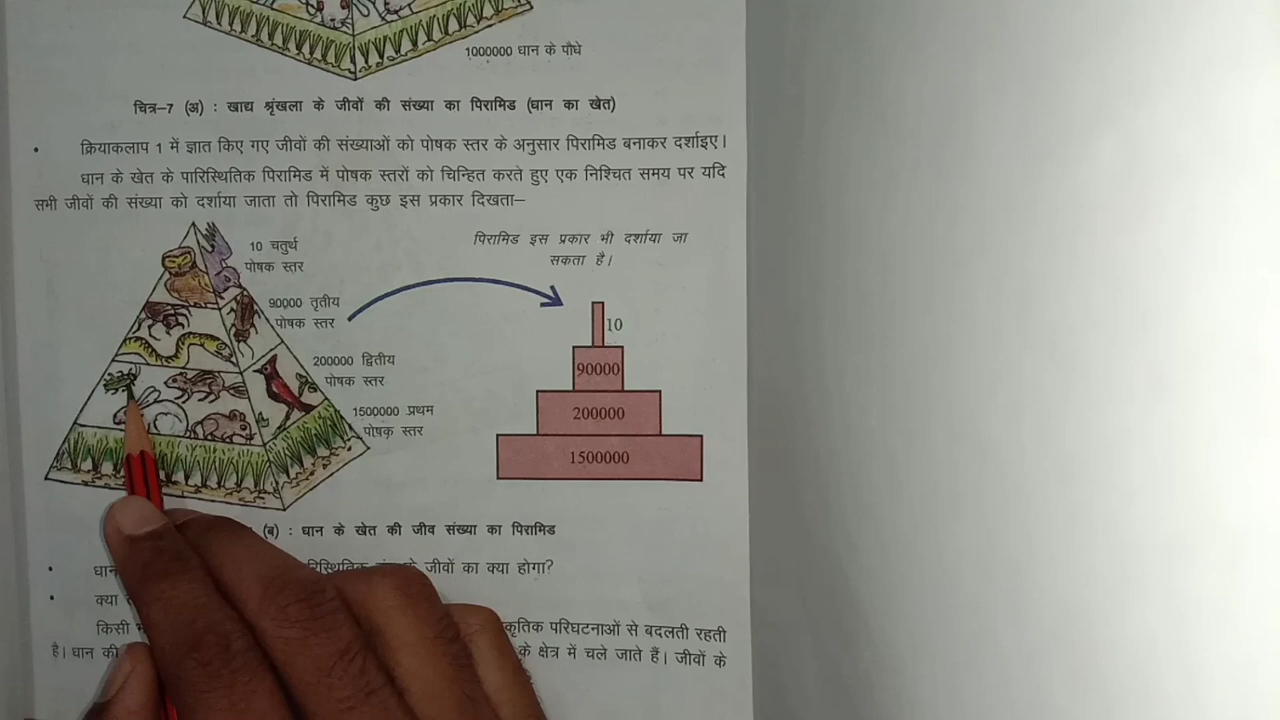 1000000 धान के पौधे
चित्र–7 (अ) : खाद्य श्रृंखला के जीवों की संख्या का पिरामिड (धान का खेत)
• क्रियाकलाप 1 में ज्ञात किए गए जीवों की संख्याओं को पोषक स्तर के अनुसार पिरामिड बनाकर दर्शाइए।
धान के खेत के पारिस्थितिक पिरामिड में पोषक स्तरों को चिन्हित करते हुए एक निश्चित समय पर यदि
सभी जीवों की संख्या को दर्शाया जाता तो पिरामिड कुछ इस प्रकार दिखता–
10 चतुर्थ
पोषक स्तर
90000 तृतीय
पोषक स्तर
200000 द्वितीय
पोषक स्तर
1500000 प्रथम
पोषक स्तर
पिरामिड इस प्रकार भी दर्शाया जा
सकता है।
10
90000
200000
1500000
(ब) : धान के खेत की जीव संख्या का पिरामिड
• धान जीवों का क्या होगा?
• क्या
किसी परिघटनाओं से बदलती रहती
है। धान की के क्षेत्र में चले जाते हैं। जीवों के